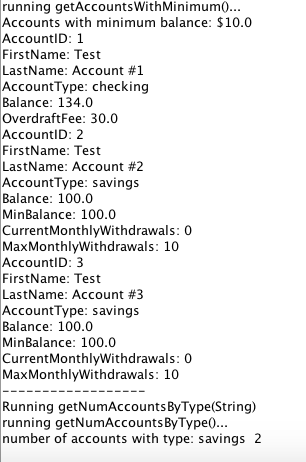 running getAccountsWithMinimum()...
Accounts with minimum balance: $10.0
AccountID: 1
FirstName: Test
LastName: Account #1
AccountType: checking
Balance: 134.0
OverdraftFee: 30.0
AccountID: 2
FirstName: Test
LastName: Account #2
AccountType: savings
Balance: 100.0
MinBalance: 100.0
CurrentMonthlyWithdrawals: 0
MaxMonthlyWithdrawals: 10
AccountID: 3
FirstName: Test
LastName: Account #3
AccountType: savings
Balance: 100.0
MinBalance: 100.0
CurrentMonthlyWithdrawals: 0
MaxMonthlyWithdrawals: 10
------------------
Running getNumAccountsByType(String)
running getNumAccountsByType()...
number of accounts with type: savings  2